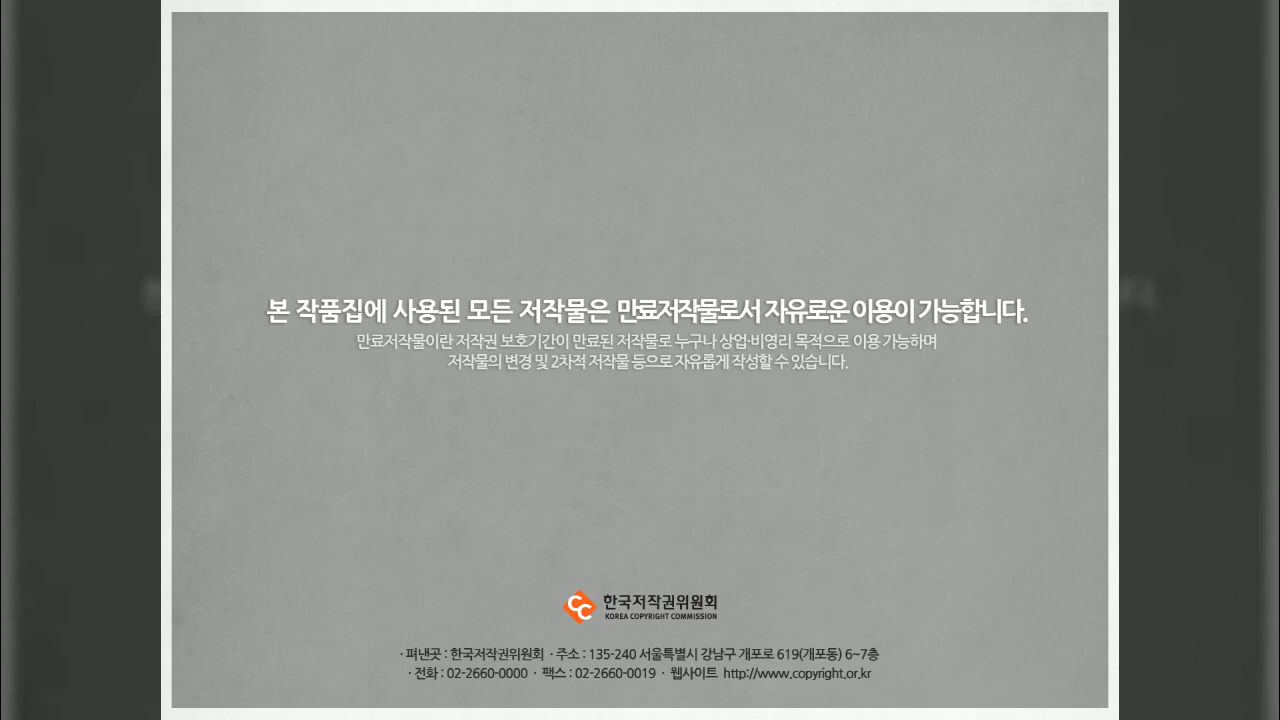 본 작품집에 사용된 모든 저작물은 만료저작물로서 자유로운 이용이 가능합니다.
만료저작물이란 저작권 보호기간이 만료된 저작물로 누구나 상업·비영리 목적으로 이용 가능하며
저작물의 변경 및 2차적 저작물 등으로 자유롭게 작성할 수 있습니다.
CC 한국저작권위원회
KOREA COPYRIGHT COMMISSION
· 펴낸곳 : 한국저작권위원회 · 주소 : 135-240 서울특별시 강남구 개포로 619(개포동) 6~7층
· 전화 : 02-2660-0000 · 팩스 : 02-2660-0019 · 웹사이트 http://www.copyright.or.kr